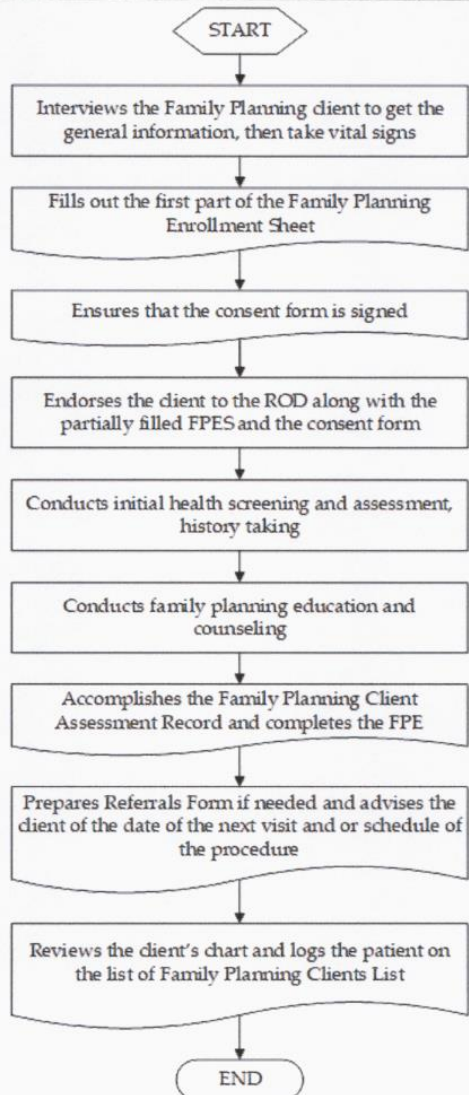 START
Interviews the Family Planning client to get the
general information, then take vital signs
Fills out the first part of the Family Planning
Enrollment Sheet
Ensures that the consent form is signed
Endorses the client to the ROD along with the
partially filled FPES and the consent form
Conducts initial health screening and assessment,
history taking
Conducts family planning education and
counseling
Accomplishes the Family Planning Client
Assessment Record and completes the FPE
Prepares Referrals Form if needed and advises the
client of the date of the next visit and or schedule of
the procedure
Reviews the client's chart and logs the patient on
the list of Family Planning Clients List
END